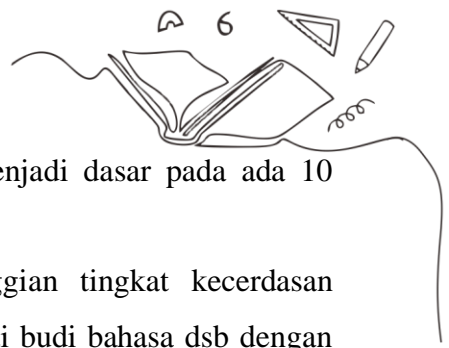 6
enjadi dasar pada ada 10
ggian tingkat kecerdasan
i budi bahasa dsb dengan